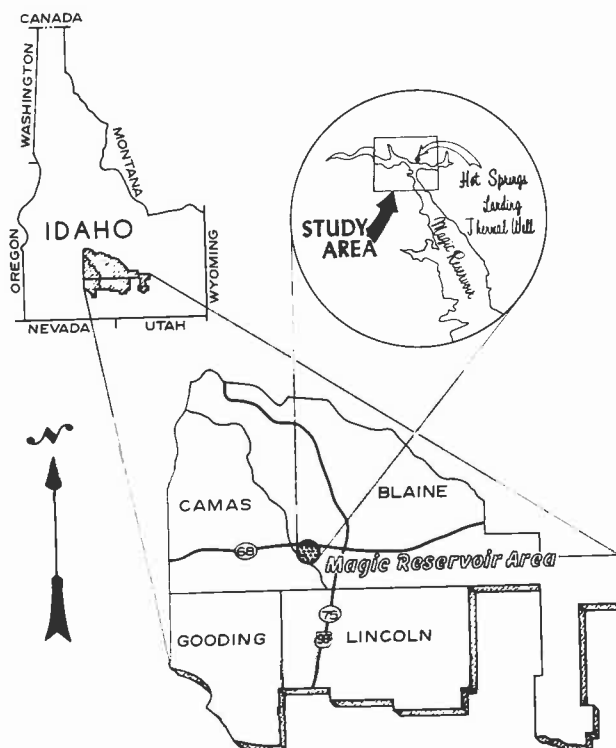 CANADA
WASHINGTON
MONTANA
IDAHO
OREGON
WYOMING
NEVADA
UTAH
Hot Springs
Landing
Thermal Well
STUDY
AREA
Magic Reservoir
N
CAMAS
BLAINE
68
Magic Reservoir Area
75
93
GOODING
LINCOLN